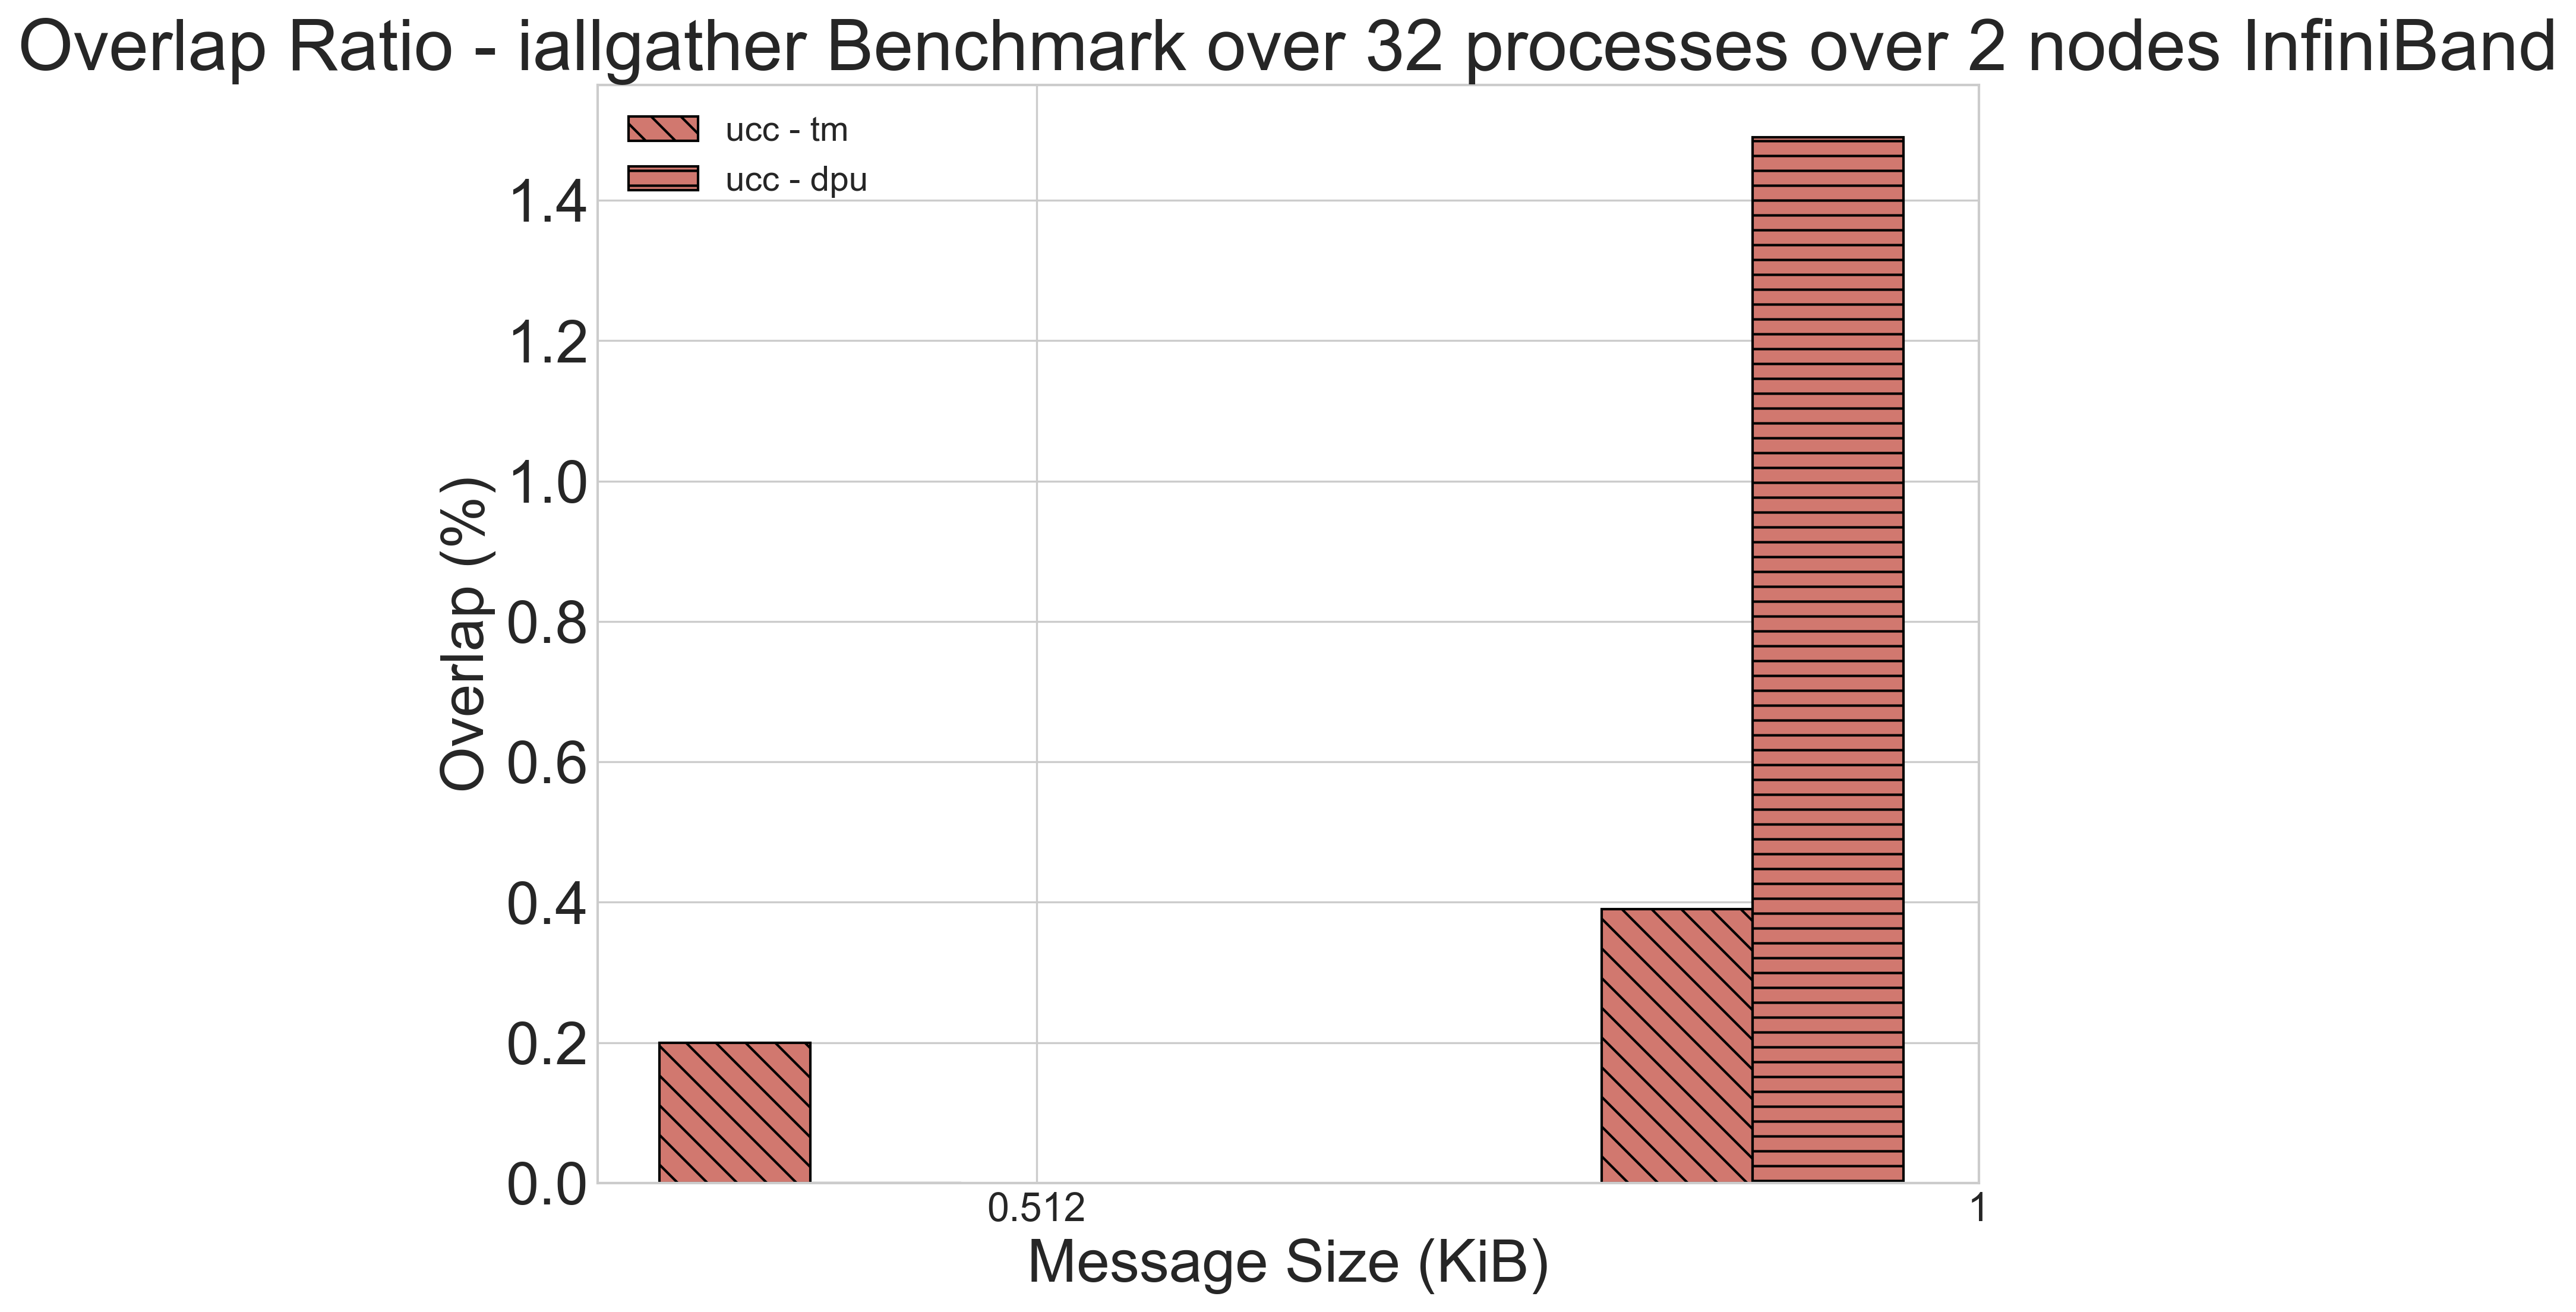 Overlap Ratio - iallgather Benchmark over 32 processes over 2 nodes InfiniBand
ucc - tm
ucc - dpu
1.4
1.2
1.0
0.8
0.6
0.4
0.2
0.0
Overlap (%)
0.512
1
Message Size (KiB)